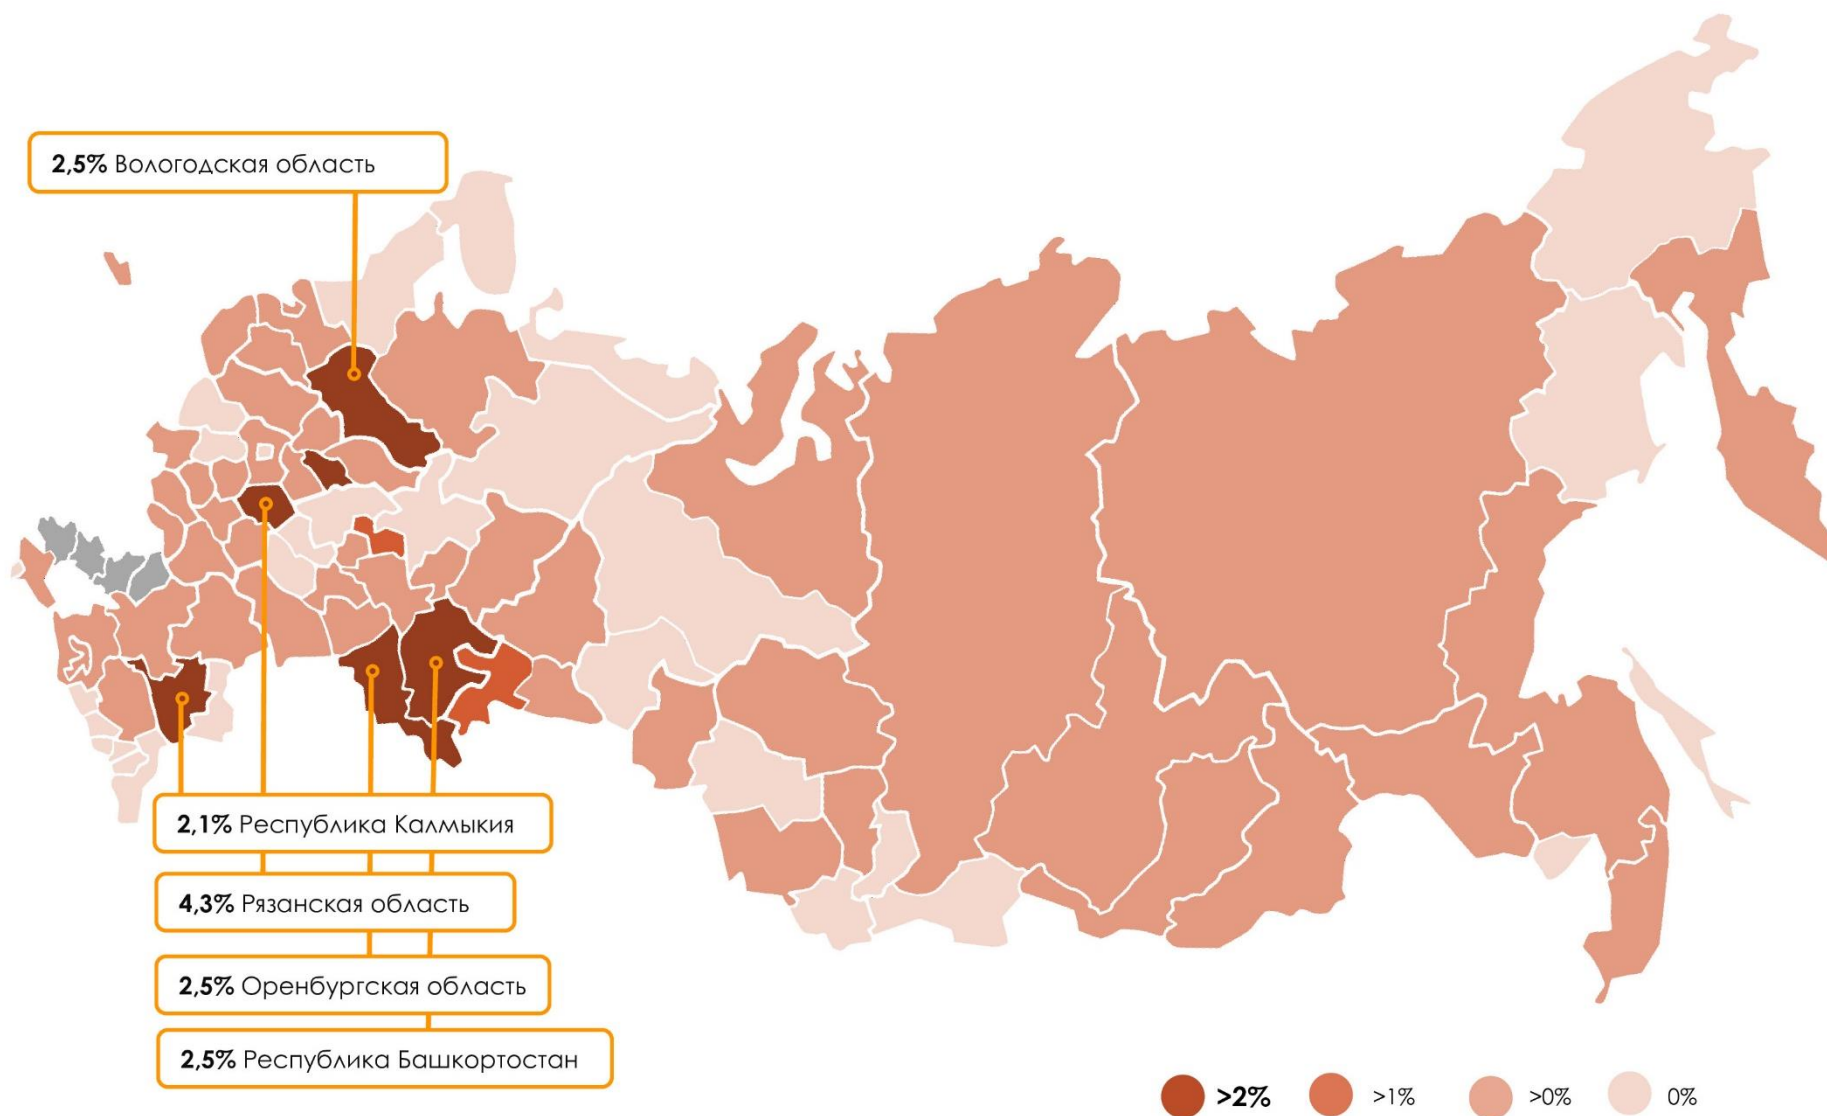 2,5% Вологодская область
2,1% Республика Калмыкия
4,3% Рязанская область
2,5% Оренбургская область
2,5% Республика Башкортостан
>2% >1% >0% 0%